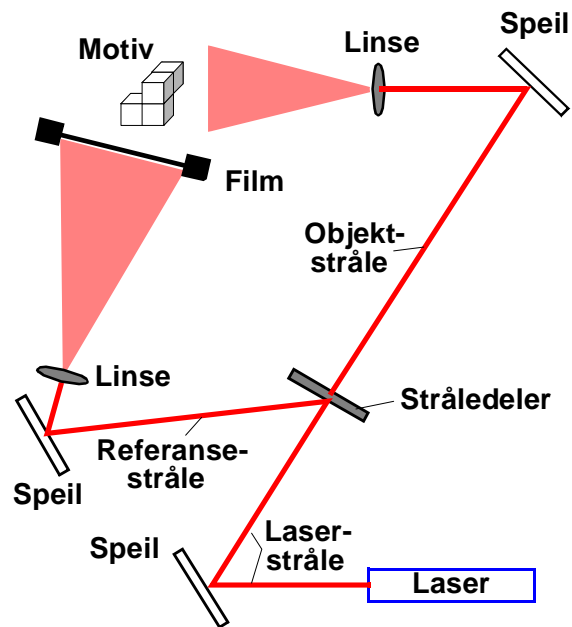 Speil
Linse
Motiv
Film
Objekt-
stråle
Linse
Stråledeler
Referanse-
stråle
Speil
Laser-
stråle
Speil
Laser